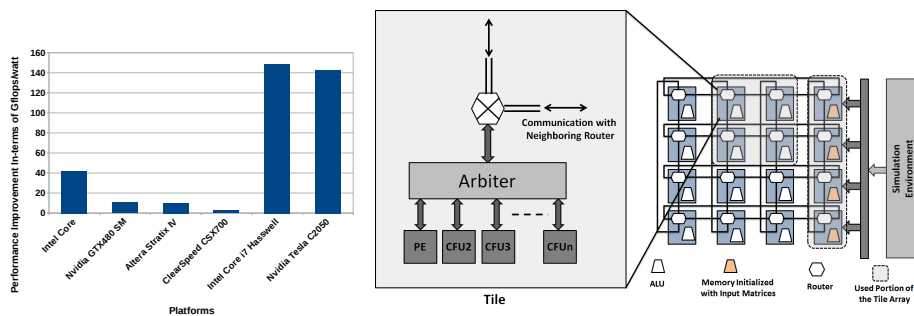 Performance Improvement In-terms of Gflops/watt
160
140
120
100
80
60
40
20
0
Intel Core
Nvidia GTX480 SM
Altera Stratix Iv
ClearSpeed CSX700
Intel Core i7 Hasswell
Nvidia Tesla C2050
Platforms
Communication with
Neighboring Router
Arbiter
PE
CFU2
CFU3
CFUn
Tile
Simulation
Environment
ALU
Memory Initialized
with Input Matrices
Router
Used Portion of
the Tile Array